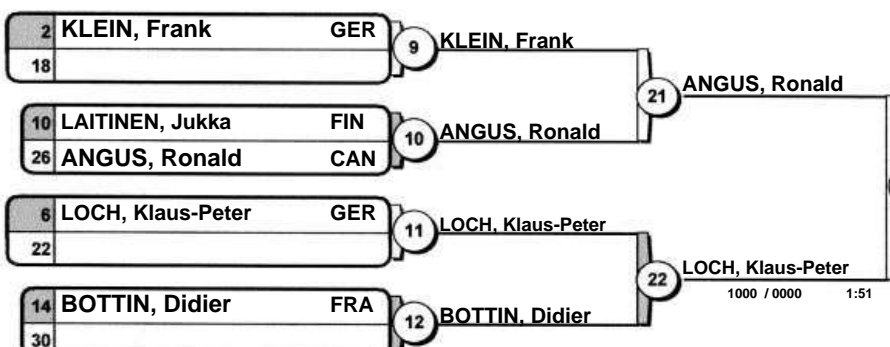 2 KLEIN, Frank GER
18
9 KLEIN, Frank
10 LAITINEN, Jukka FIN
26 ANGUS, Ronald CAN
10 ANGUS, Ronald
21 ANGUS, Ronald
6 LOCH, Klaus-Peter GER
22
11 LOCH, Klaus-Peter
14 BOTTIN, Didier FRA
30
12 BOTTIN, Didier
22 LOCH, Klaus-Peter
1000 / 0000 1:51